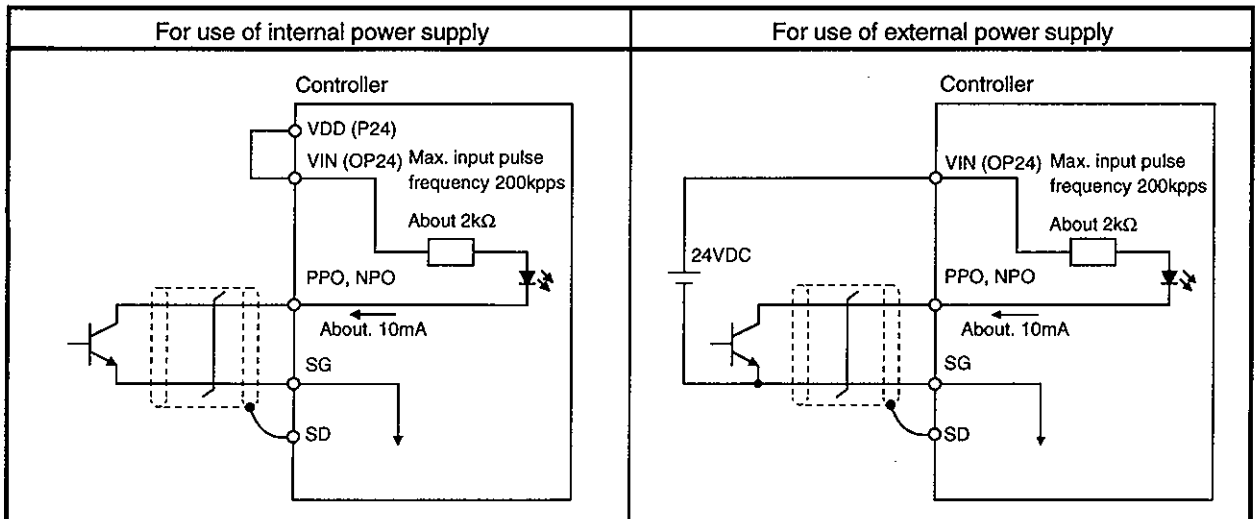 For use of internal power supply
For use of external power supply
Controller
VDD (P24)
VIN (OP24) Max. input pulse
frequency 200kpps
About 2kΩ
PPO, NPO
About. 10mA
SG
SD
Controller
VIN (OP24) Max. input pulse
frequency 200kpps
About 2kΩ
24VDC
PPO, NPO
About. 10mA
SG
SD